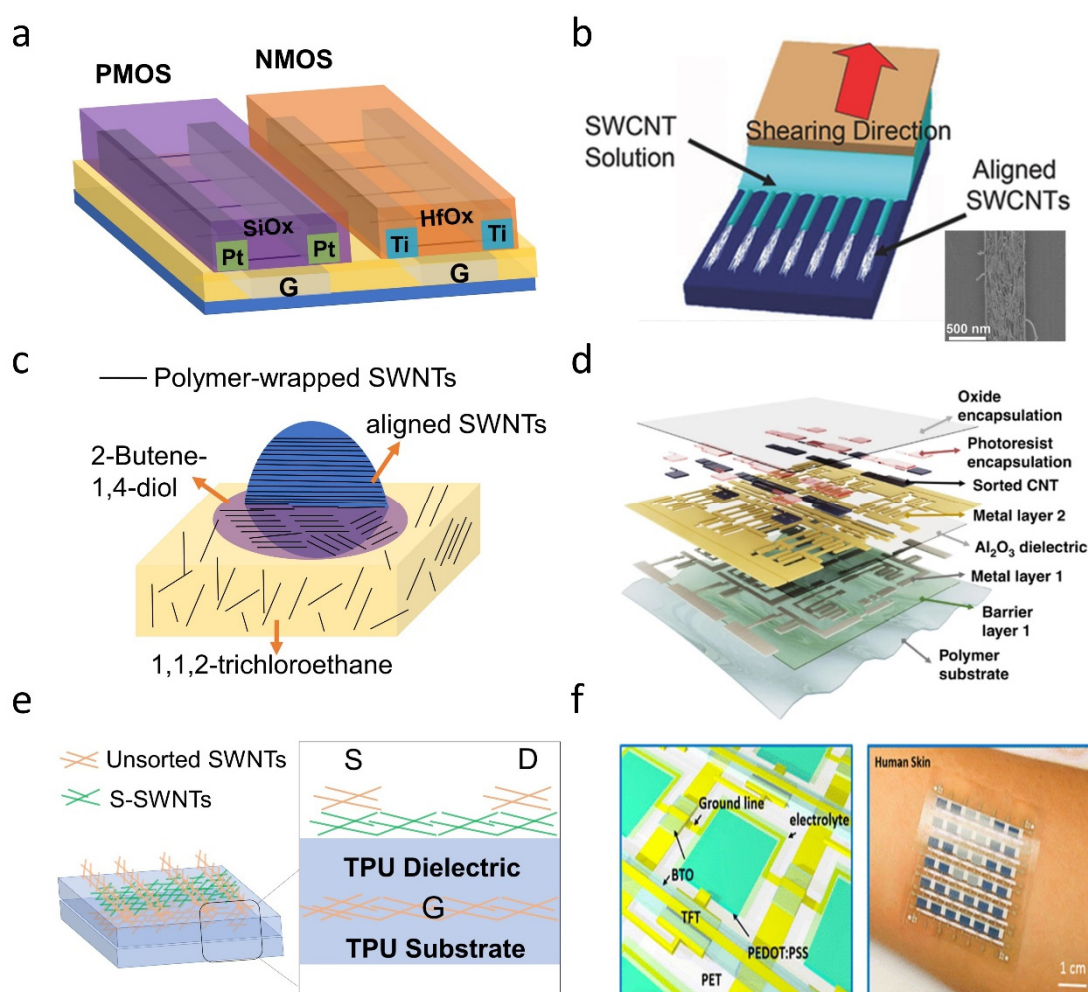 a
PMOS
NMOS
SiOx
HfOx
Pt
Pt
Ti
Ti
G
G
b
SWCNT
Solution
Shearing Direction
Aligned
SWCNTs
500 nm
c
Polymer-wrapped SWNTs
2-Butene-
1,4-diol
aligned SWNTs
1,1,2-trichloroethane
d
Oxide
encapsulation
Photoresist
encapsulation
Sorted CNT
Metal layer 2
Al₂O₃ dielectric
Metal layer 1
Barrier
layer 1
Polymer
substrate
e
Unsorted SWNTs
S-SWNTs
S
D
TPU Dielectric
G
TPU Substrate
f
Ground line
electrolyte
BTO
TFT
PEDOT:PSS
PET
Human Skin
1 cm